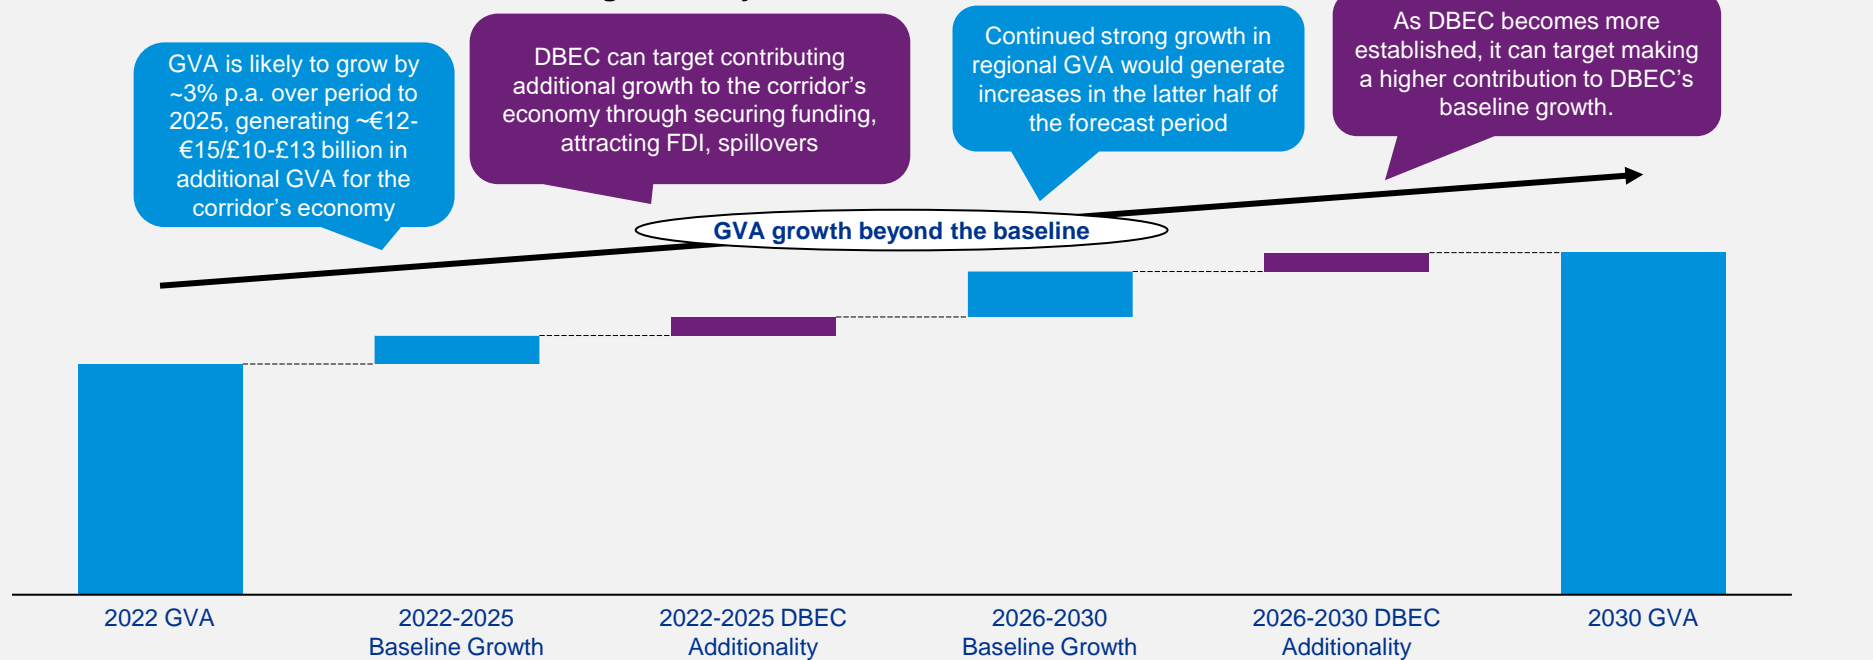 GVA is likely to grow by
~3% p.a. over period to
2025, generating ~€12-
€15/£10-£13 billion in
additional GVA for the
corridor's economy
DBEC can target contributing
additional growth to the corridor's
economy through securing funding,
attracting FDI, spillovers
Continued strong growth in
regional GVA would generate
increases in the latter half of
the forecast period
As DBEC becomes more
established, it can target making
a higher contribution to DBEC's
baseline growth.
GVA growth beyond the baseline
2022 GVA
2022-2025
Baseline Growth
2022-2025 DBEC
Additionality
2026-2030
Baseline Growth
2026-2030 DBEC
Additionality
2030 GVA